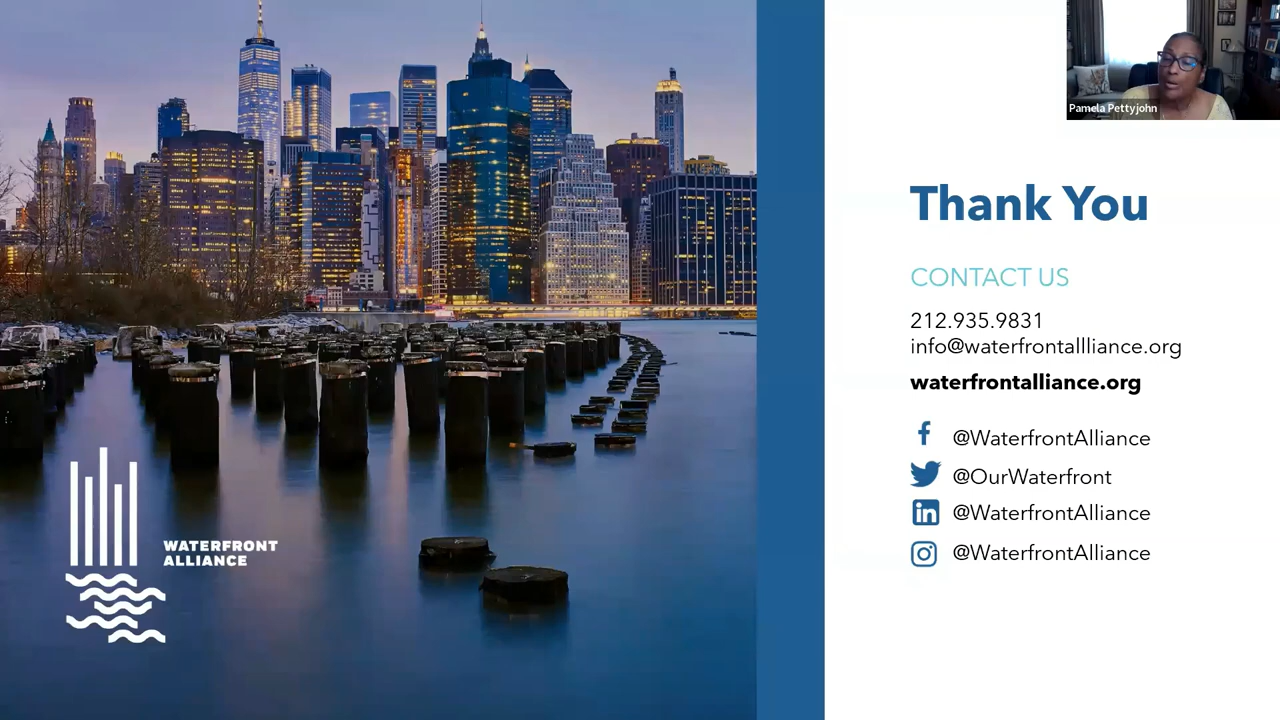 Pamela Pettyjohn
Thank You
CONTACT US
212.935.9831
info@waterfrontallliance.org
waterfrontalliance.org
@WaterfrontAlliance
@OurWaterfront
@WaterfrontAlliance
@WaterfrontAlliance
WATERFRONT
ALLIANCE